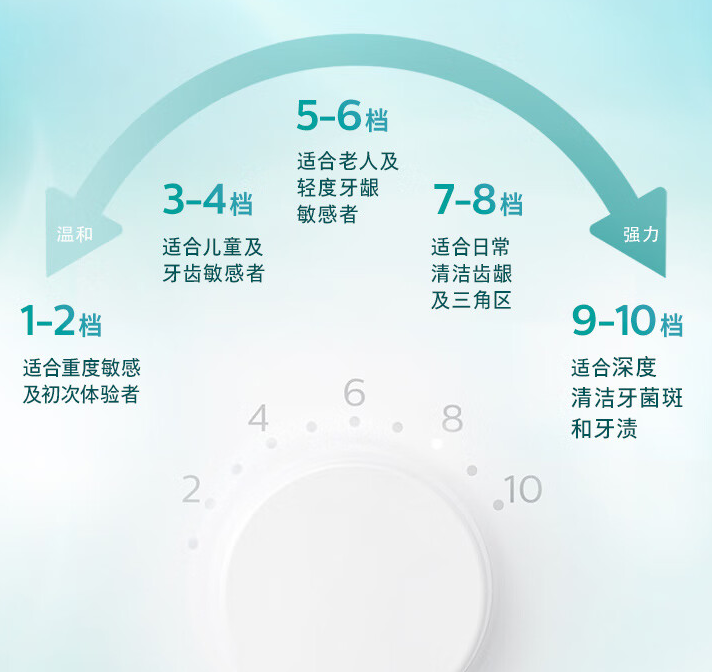 温和
强力
1-2档
适合重度敏感
及初次体验者
3-4档
适合儿童及
牙齿敏感者
5-6档
适合老人及
轻度牙龈
敏感者
7-8档
适合日常
清洁齿龈
及三角区
9-10档
适合深度
清洁牙菌斑
和牙渍
2
4
6
8
10